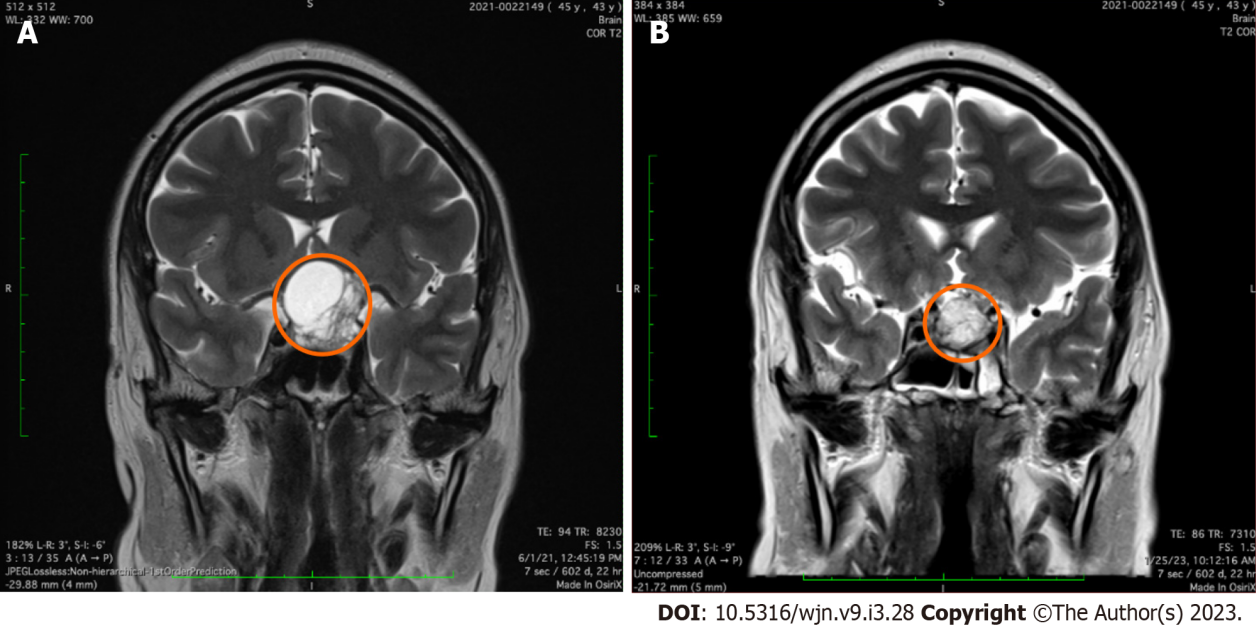 512 x 512
WL: 332 WW: 700
A
S
2021-0022149 ( 45 y , 43 y )
Brain
COR T2
R
L
182% L-R: 3°, S-I: -6°
3 : 13 / 35 A (A → P)
JPEGLossless:Non-hierarchical-1stOrderPrediction
-29.88 mm (4 mm)
TE: 94 TR: 8230
FS: 1.5
6/1/21, 12:45:19 PM
7 sec / 602 d, 22 hr
Made In OsiriX
384 x 384
WL: 385 WW: 659
B
S
2021-0022149 ( 45 y , 43 y )
Brain
T2 COR
R
L
209% L-R: 3°, S-I: -9°
7 : 12 / 33 A (A → P)
Uncompressed
-21.72 mm (5 mm)
TE: 86 TR: 7310
FS: 1.5
1/25/23, 10:12:16 AM
7 sec / 602 d, 22 hr
Made In OsiriX
DOI: 10.5316/wjn.v9.i3.28 Copyright ©The Author(s) 2023.